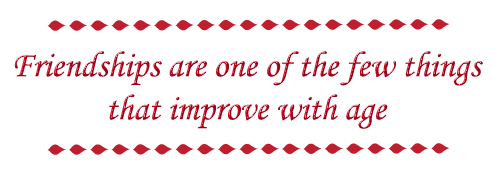 Friendships are one of the few things
that improve with age